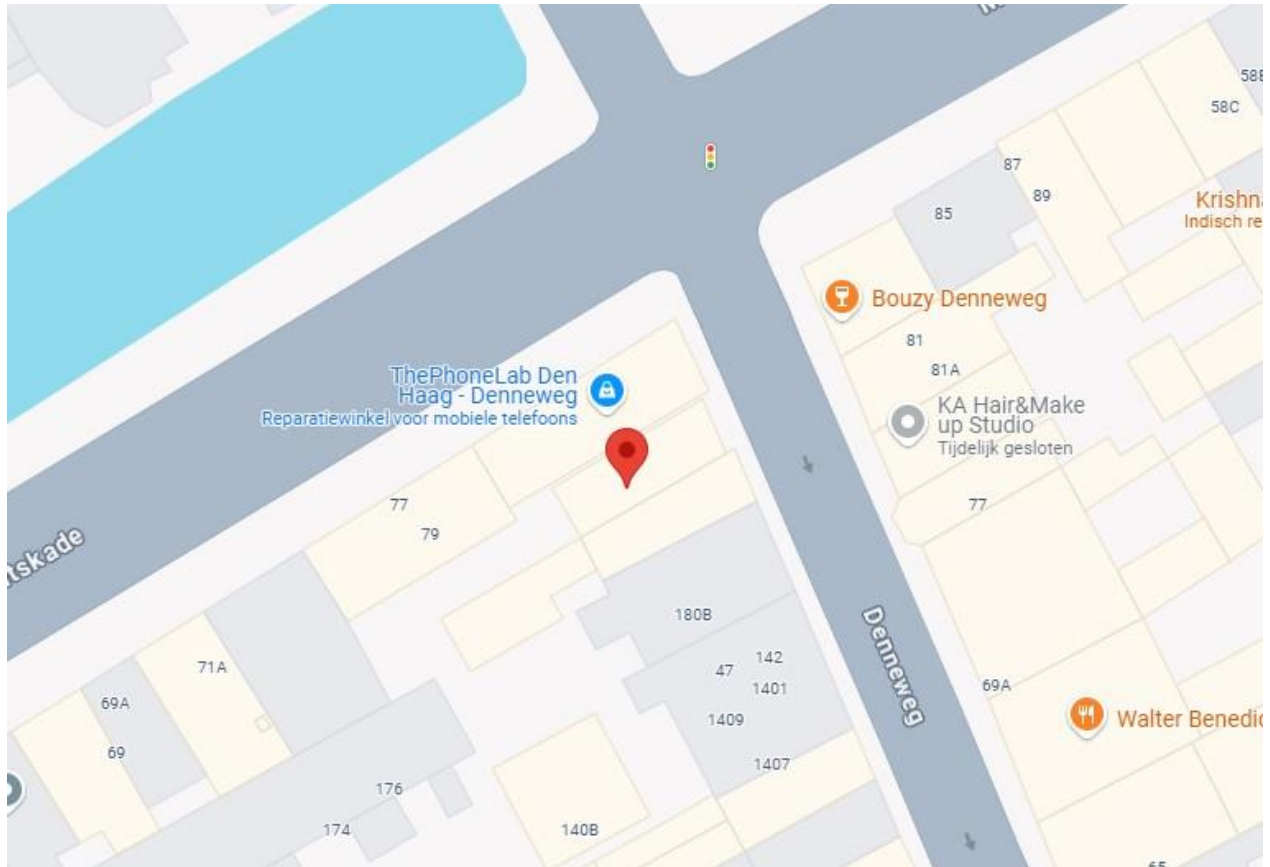 58C
87
89
85
Indisch re
Krishna
Bouzy Denneweg
81
81A
ThePhoneLab Den
Haag - Denneweg
Reparatiewinkel voor mobiele telefoons
KA Hair&Make
up Studio
Tijdelijk gesloten
77
79
77
tskade
180B
Denneweg
142
47
1401
71A
69A
69A
1409
Walter Benedic
69
1407
176
174
140B